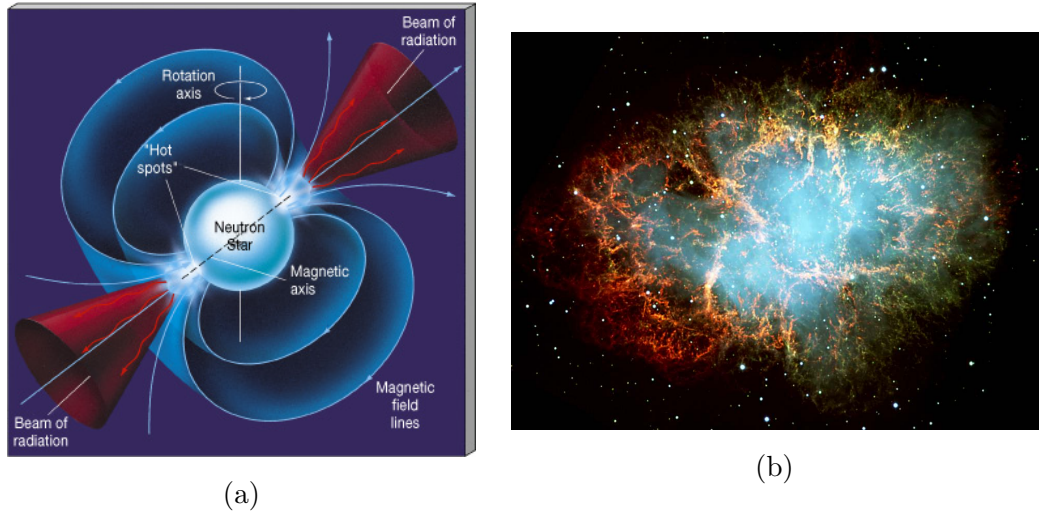 Beam of
radiation
Rotation
axis
"Hot
spots"
Neutron
Star
Magnetic
axis
Magnetic
field
lines
Beam of
radiation
(a)
(b)